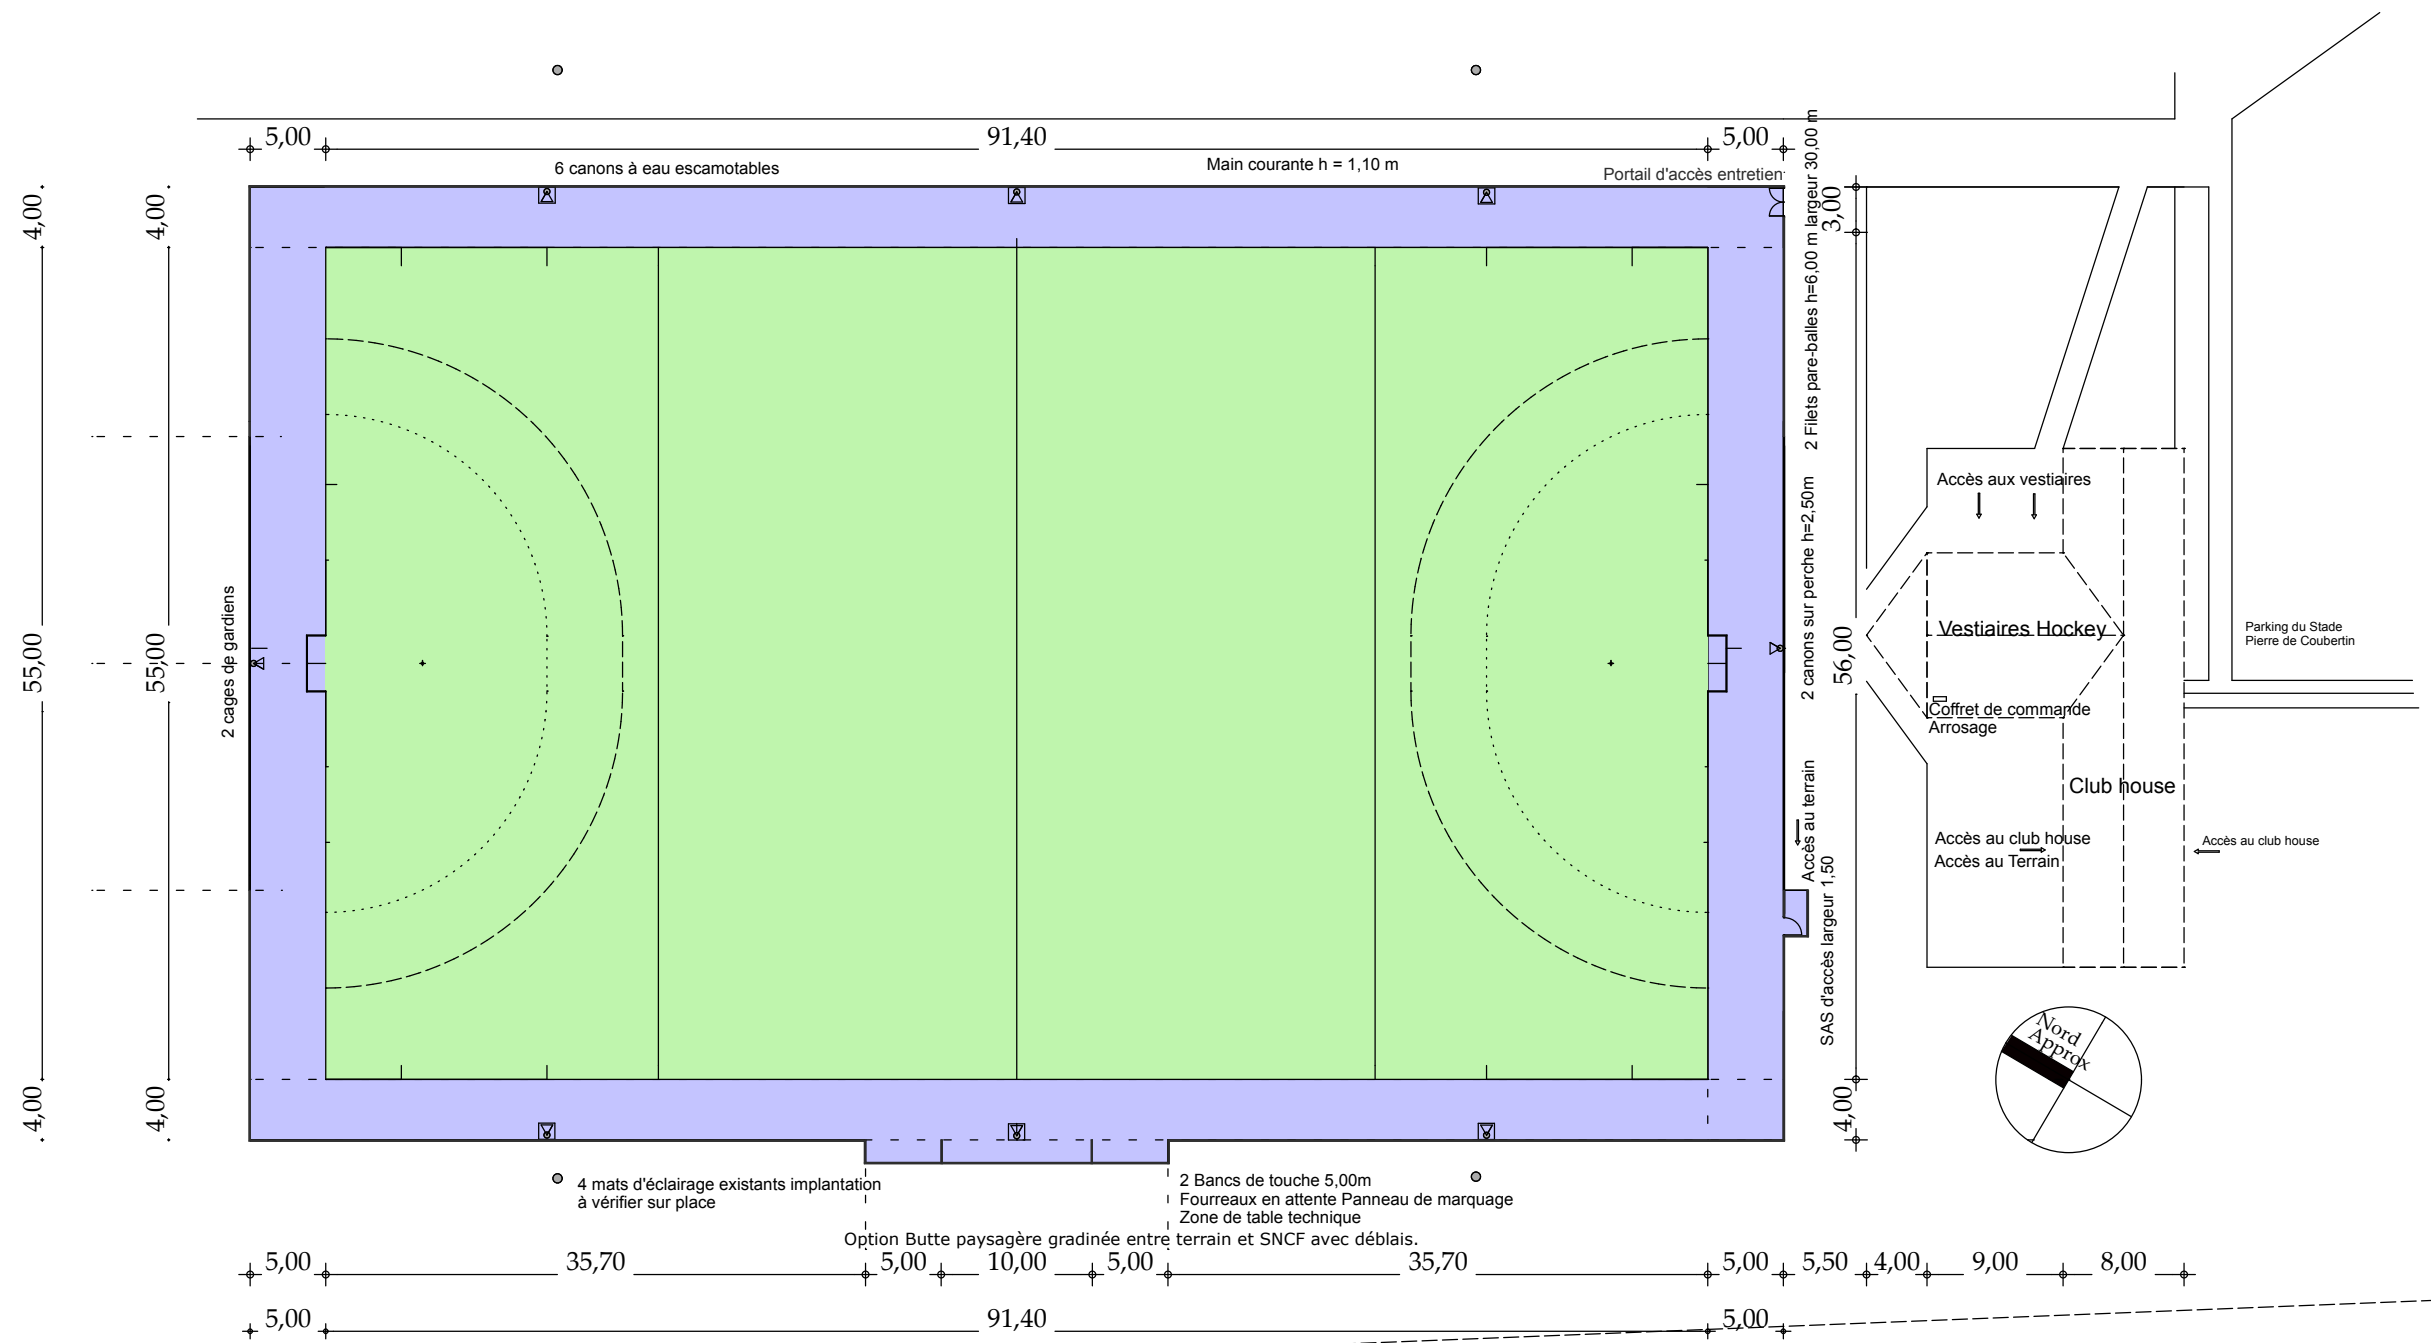 5,00
91,40
5,00
6 canons à eau escamotables
Main courante h = 1,10 m
Portail d'accès entretien
2 Filets pare-balles h=6,00 m largeur 30,00 m
3,00
4,00
4,00
Accès aux vestiaires
2 canons sur perche h=2,50m
2 cages de gardiens
55,00
55,00
56,00
Vestiaires Hockey
Parking du Stade
Pierre de Coubertin
Coffret de commande
Arrosage
Club house
Accès au terrain
SAS d'accès largeur 1,50
Accès au club house
Accès au Terrain
Accès au club house
Nord
Approx
4,00
4,00
4,00
4 mats d'éclairage existants implantation
à vérifier sur place
2 Bancs de touche 5,00m
Fourreaux en attente Panneau de marquage
Zone de table technique
Option Butte paysagère gradinée entre terrain et SNCF avec déblais.
5,00
35,70
5,00
10,00
5,00
35,70
5,00
5,50
4,00
9,00
8,00
5,00
91,40
5,00